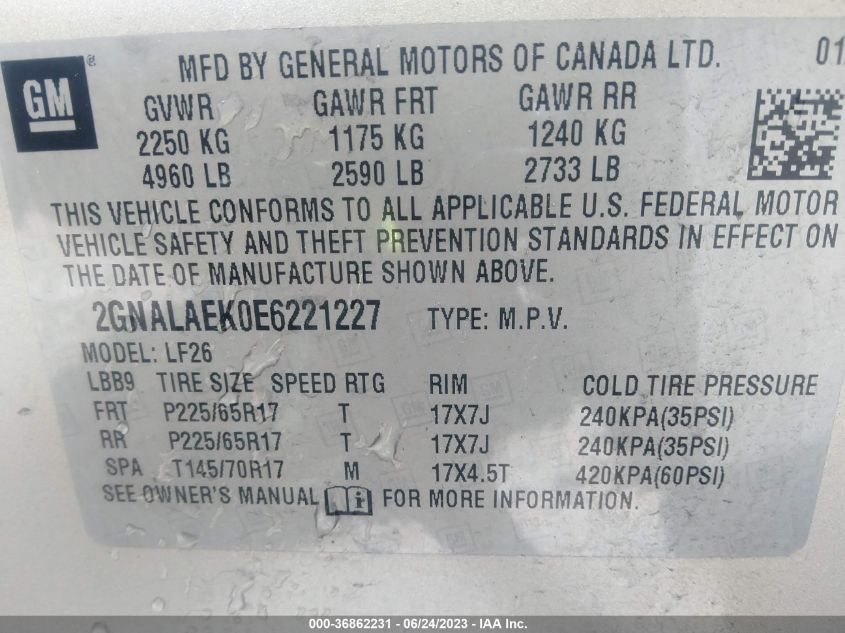 GM ®
MFD BY GENERAL MOTORS OF CANADA LTD. 01
GVWR GAWR FRT GAWR RR
2250 KG 1175 KG 1240 KG
4960 LB 2590 LB 2733 LB
THIS VEHICLE CONFORMS TO ALL APPLICABLE U.S. FEDERAL MOTOR
VEHICLE SAFETY AND THEFT PREVENTION STANDARDS IN EFFECT ON
THE DATE OF MANUFACTURE SHOWN ABOVE.
2GNALAEK0E6221227 TYPE: M.P.V.
MODEL: LF26
LBB9 TIRE SIZE SPEED RTG RIM COLD TIRE PRESSURE
FRT P225/65R17 T 17X7J 240KPA(35PSI)
RR P225/65R17 T 17X7J 240KPA(35PSI)
SPA T145/70R17 M 17X4.5T 420KPA(60PSI)
SEE OWNER'S MANUAL i FOR MORE INFORMATION.
000-36862231 - 06/24/2023 - IAA Inc.